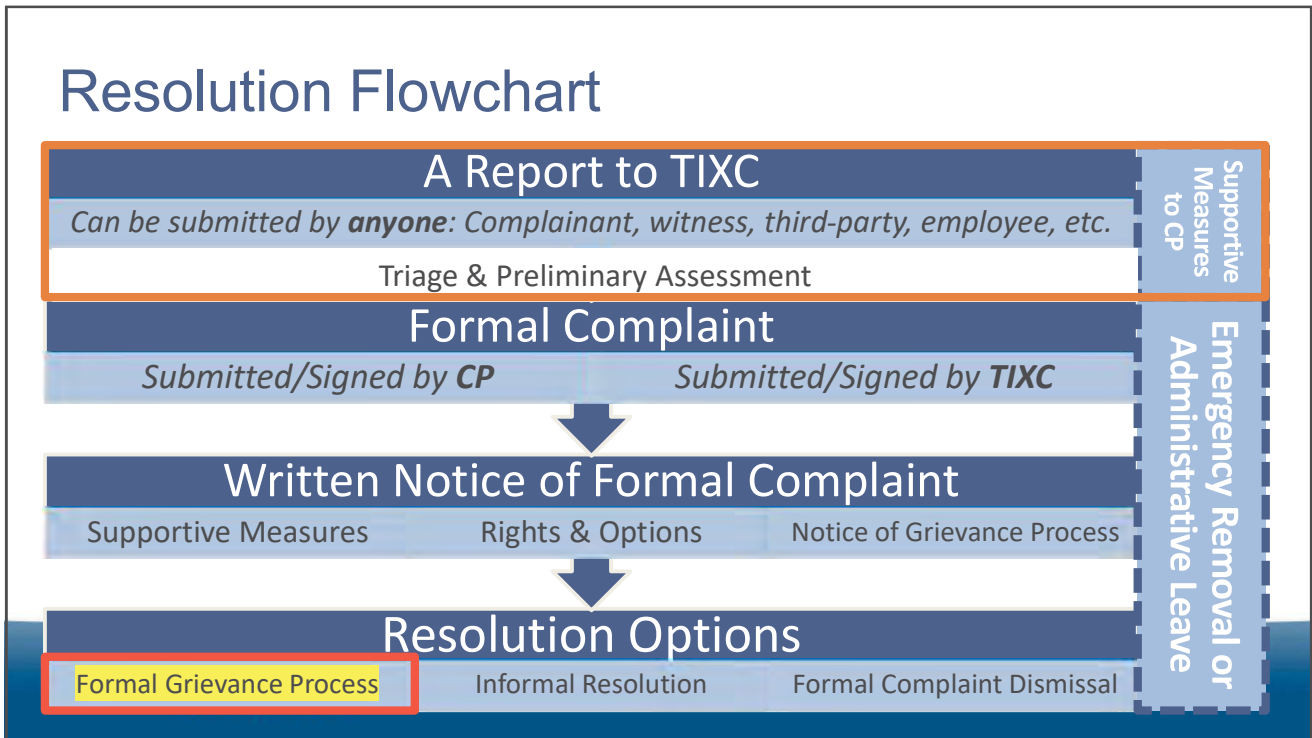 Resolution Flowchart
A Report to TIXC
Can be submitted by anyone: Complainant, witness, third-party, employee, etc.
Triage & Preliminary Assessment
Supportive
Measures
to CP
Formal Complaint
Submitted/Signed by CP
Submitted/Signed by TIXC
Written Notice of Formal Complaint
Supportive Measures
Rights & Options
Notice of Grievance Process
Resolution Options
Formal Grievance Process
Informal Resolution
Formal Complaint Dismissal
Emergency Removal or
Administrative Leave